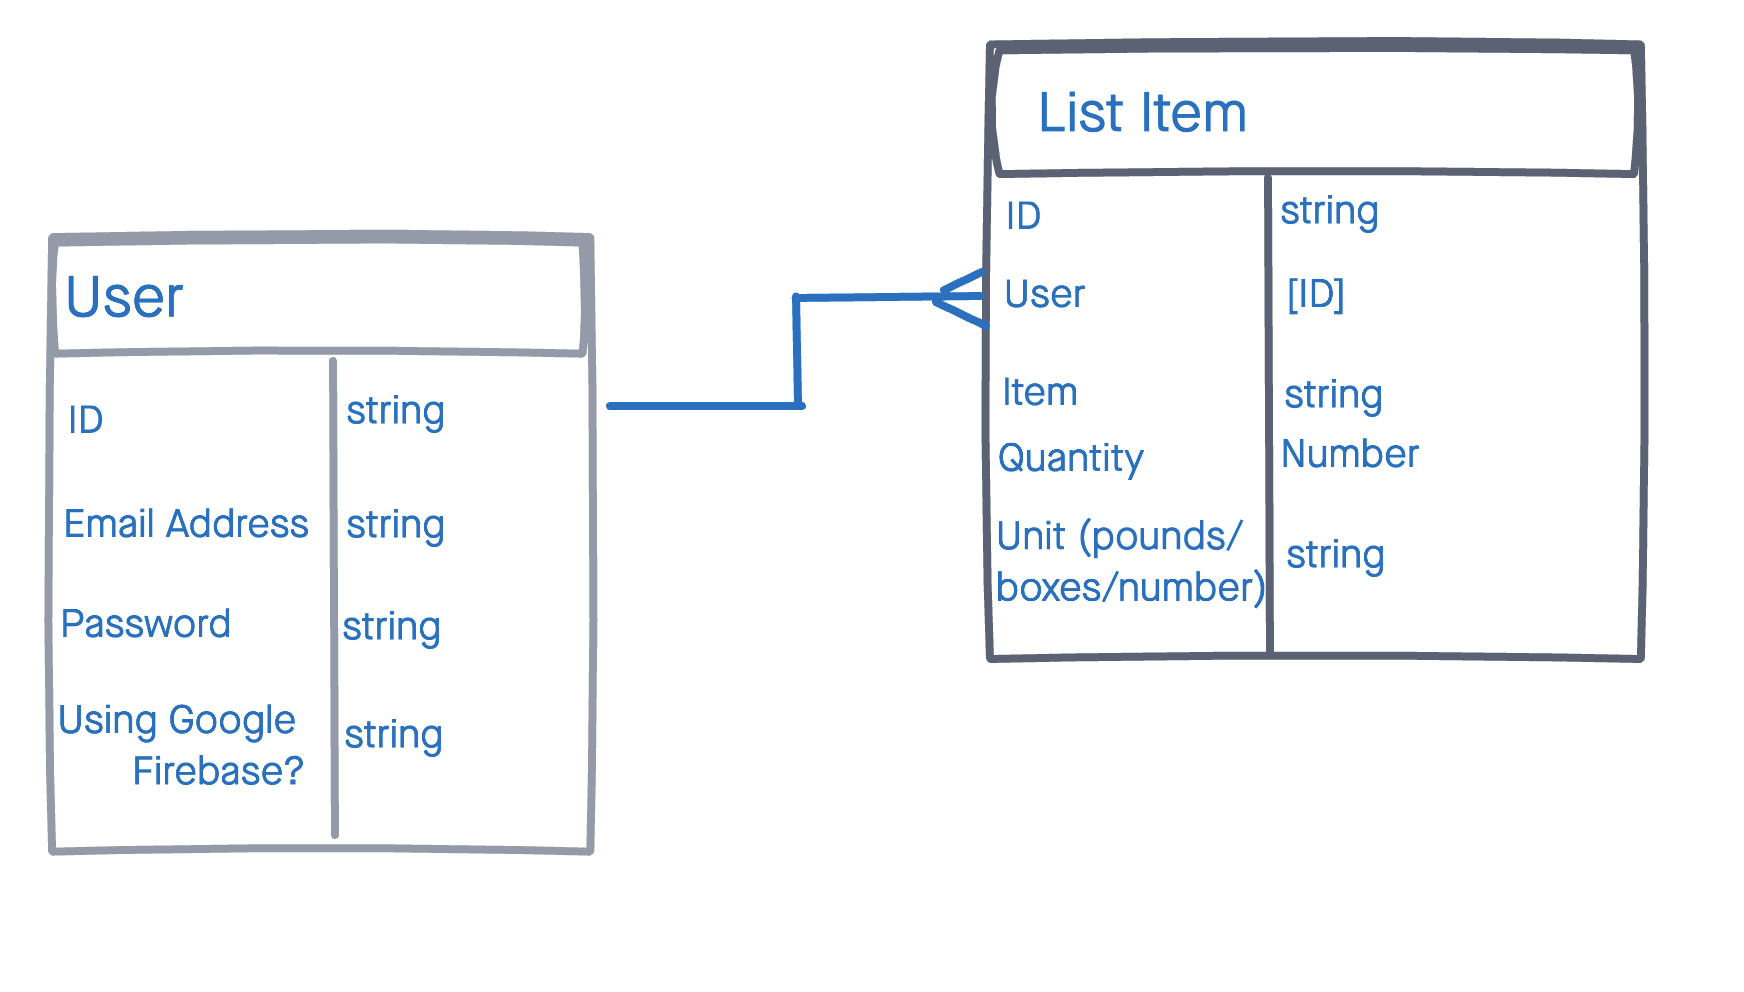 User
ID string
Email Address string
Password string
Using Google string
Firebase?
List Item
ID string
User [ID]
Item string
Quantity Number
Unit (pounds/ string
boxes/number)